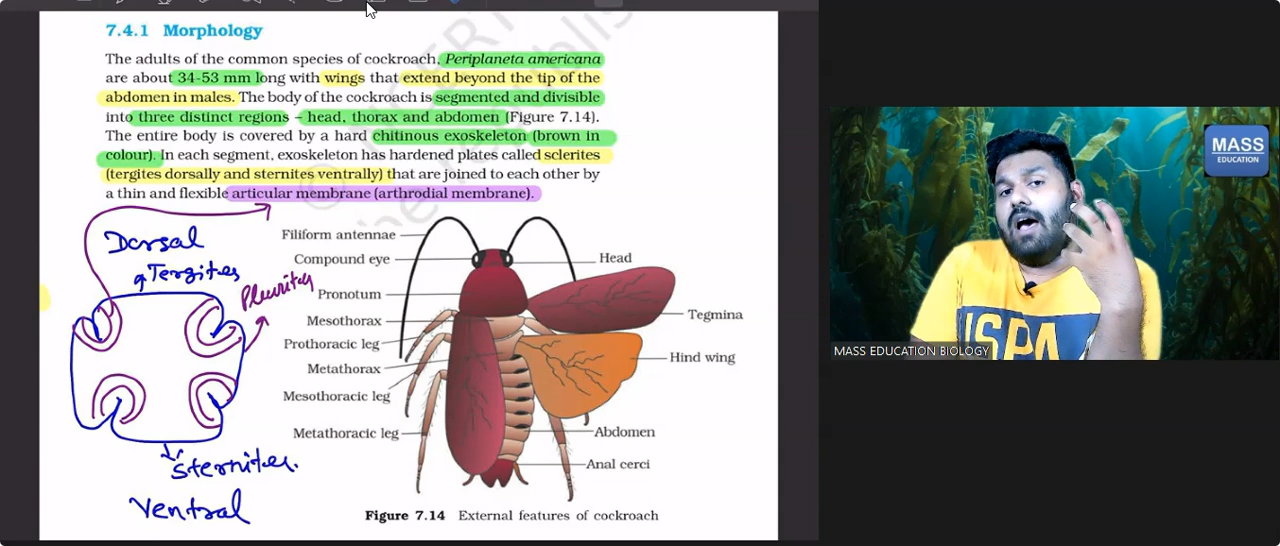 7.4.1 Morphology
The adults of the common species of cockroach, Periplaneta americana
are about 34-53 mm long with wings that extend beyond the tip of the
abdomen in males. The body of the cockroach is segmented and divisible
into three distinct regions – head, thorax and abdomen (Figure 7.14).
The entire body is covered by a hard chitinous exoskeleton (brown in
colour). In each segment, exoskeleton has hardened plates called sclerites
(tergites dorsally and sternites ventrally) that are joined to each other by
a thin and flexible articular membrane (arthrodial membrane).
Dorsal
Tergites
Pleurites
Sternites.
Ventral
Filiform antennae
Compound eye
Pronotum
Mesothorax
Prothoracic leg
Metathorax
Mesothoracic leg
Metathoracic leg
Head
Tegmina
Hind wing
Abdomen
Anal cerci
Figure 7.14 External features of cockroach
MASS
EDUCATION
USPA
MASS EDUCATION BIOLOGY